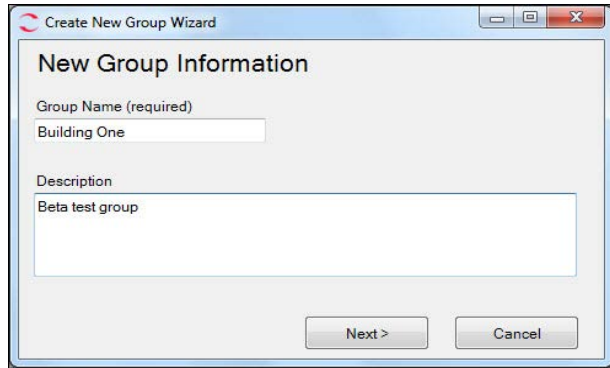 Create New Group Wizard
New Group Information
Group Name (required)
Building One
Description
Beta test group
Next >
Cancel